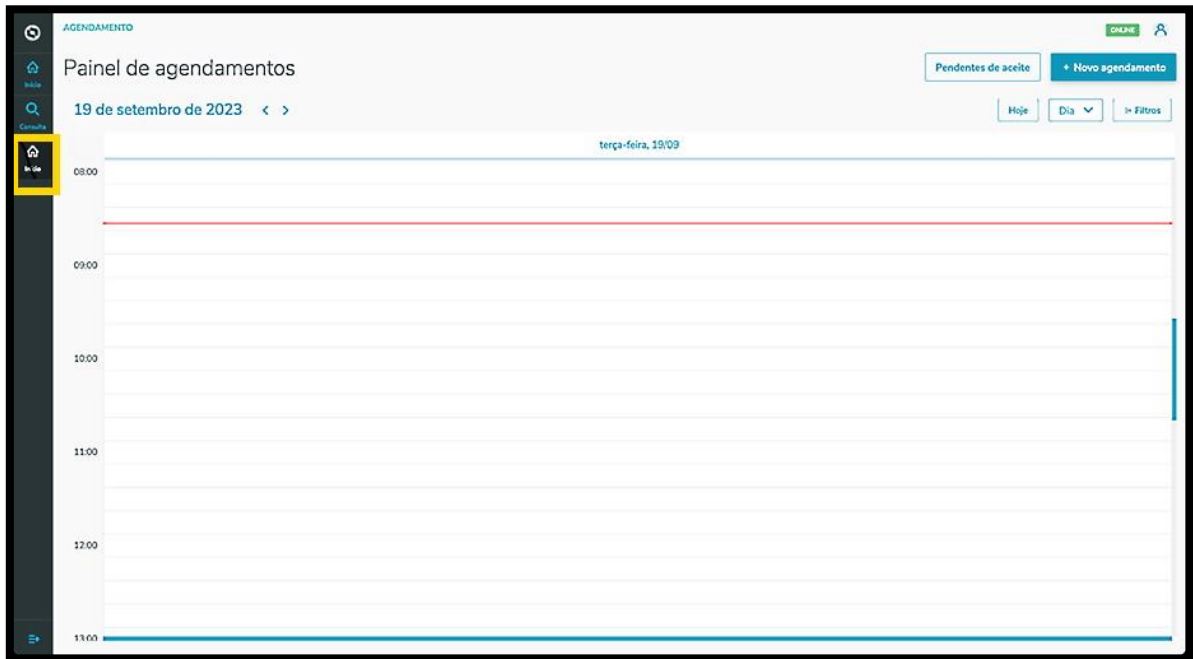 AGENDAMENTO
ONLINE
Início
Painel de agendamentos
Pendentes de aceite
+ Novo agendamento
Consulta
19 de setembro de 2023
Hoje
Dia
Filtros
Início
terça-feira, 19/09
08:00
09:00
10:00
11:00
12:00
13:00